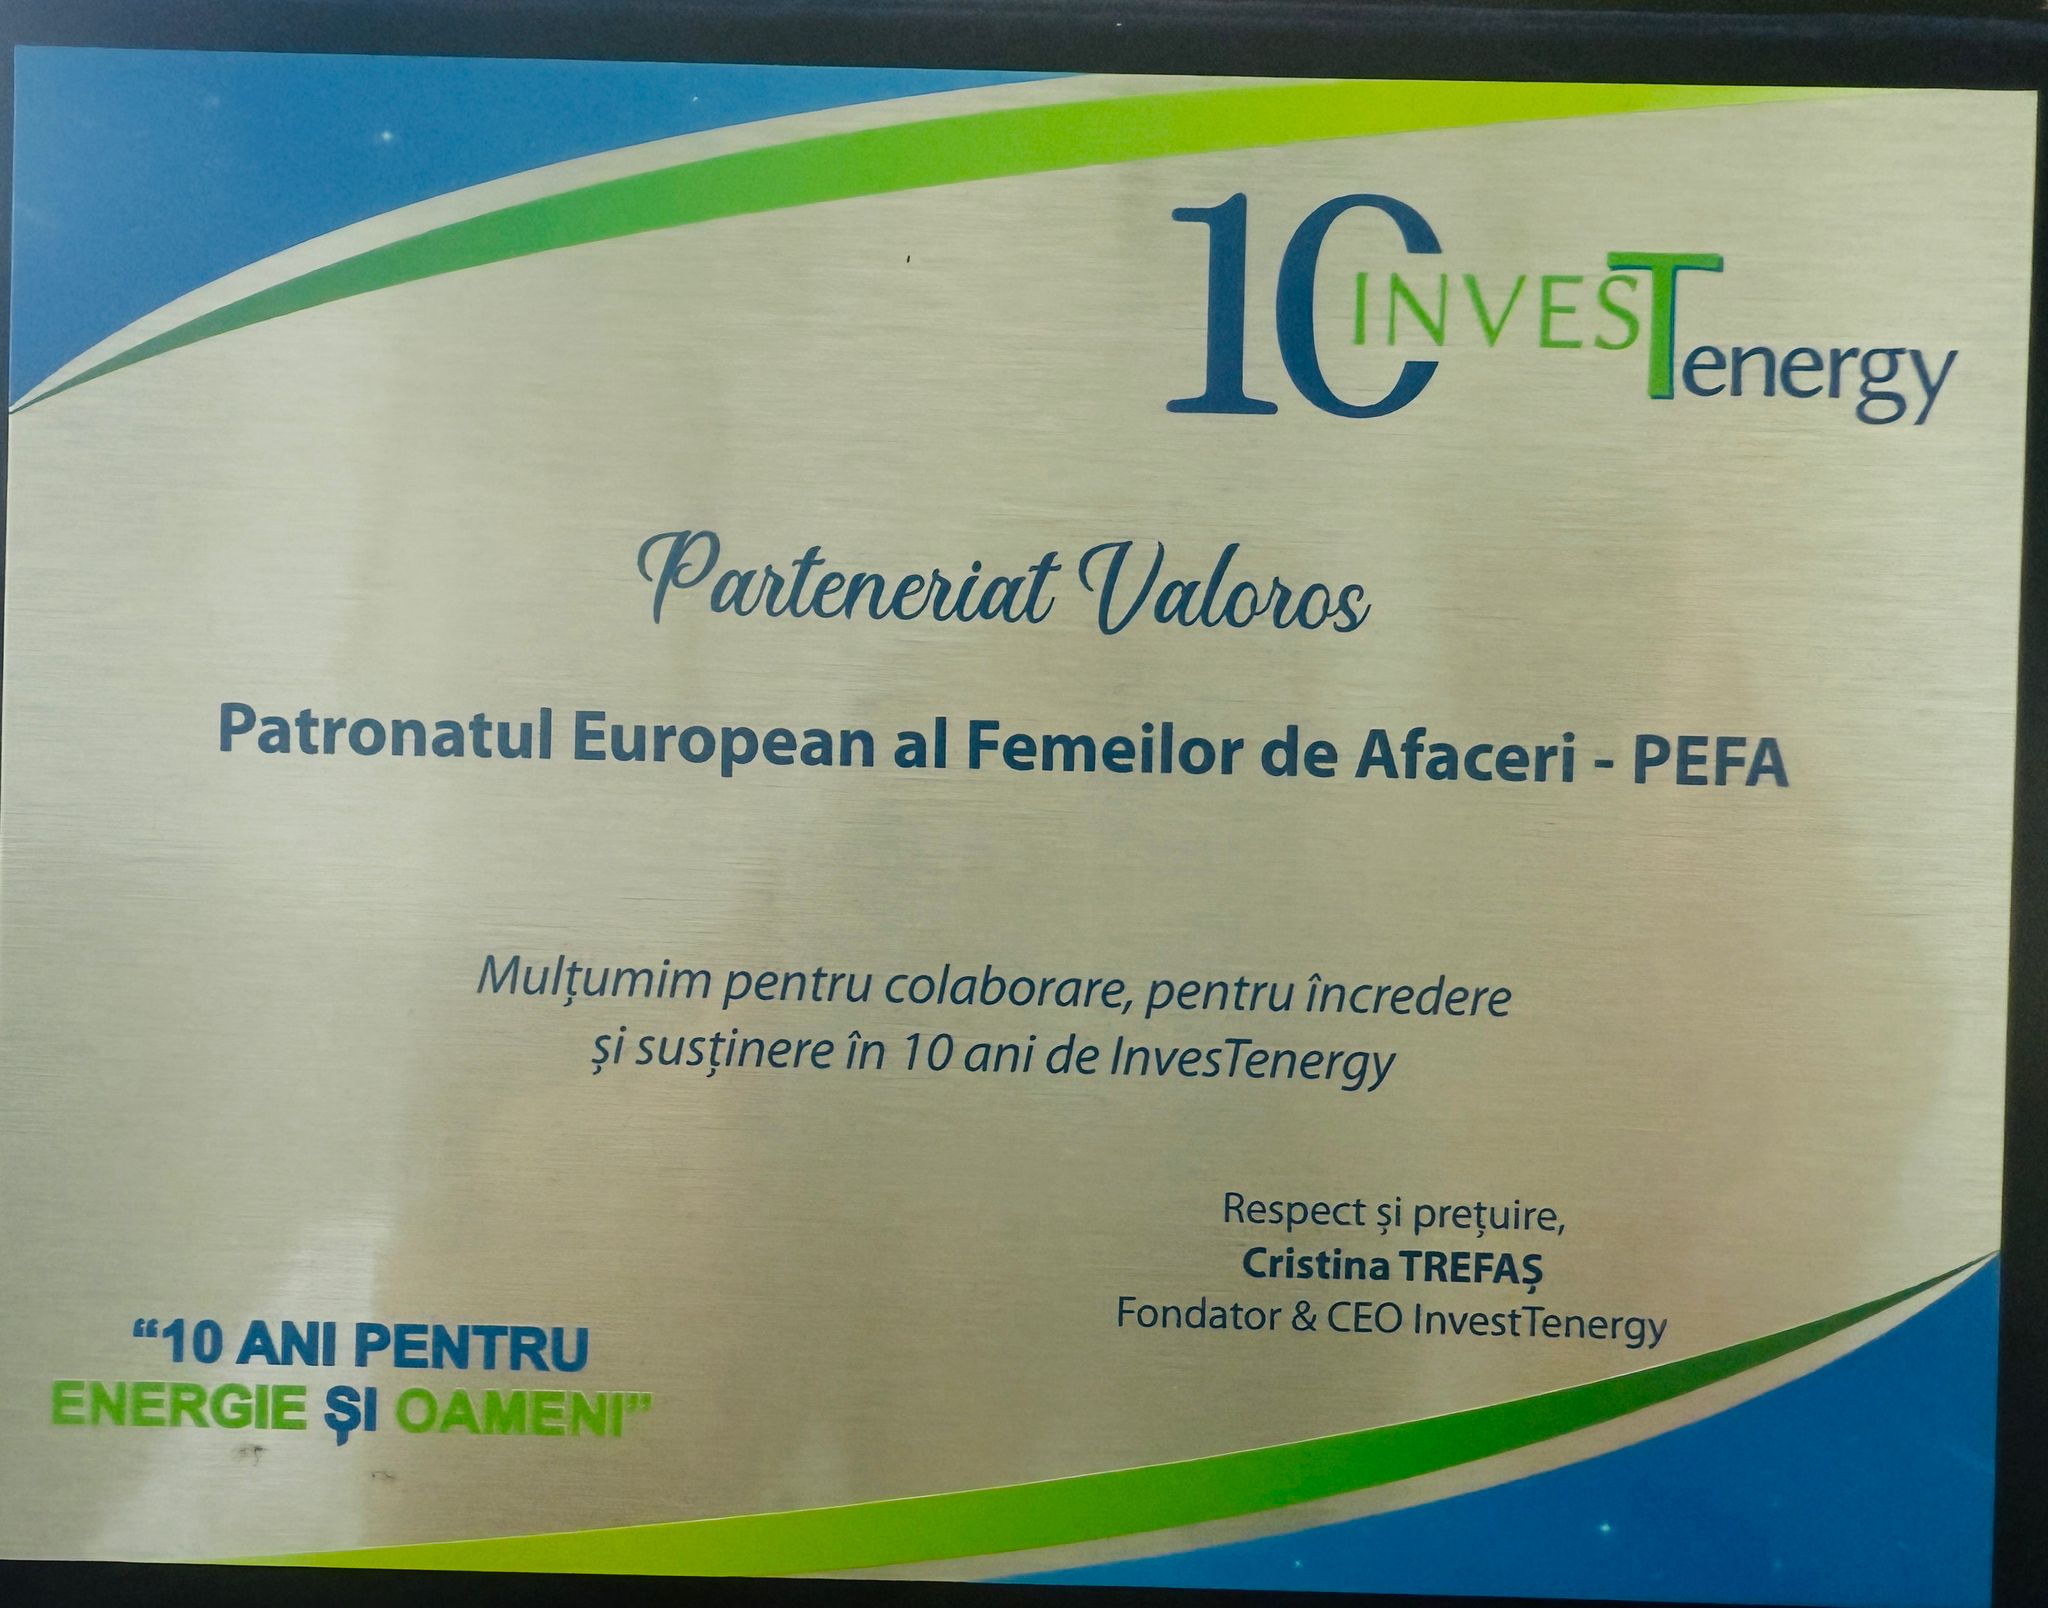 10 INVESTenergy
Parteneriat Valoros
Patronatul European al Femeilor de Afaceri - PEFA
Mulțumim pentru colaborare, pentru încredere
și susținere în 10 ani de InvesTenergy
Respect și prețuire,
Cristina TREFAȘ
Fondator & CEO InvestTenergy
“10 ANI PENTRU
ENERGIE ȘI OAMENI”